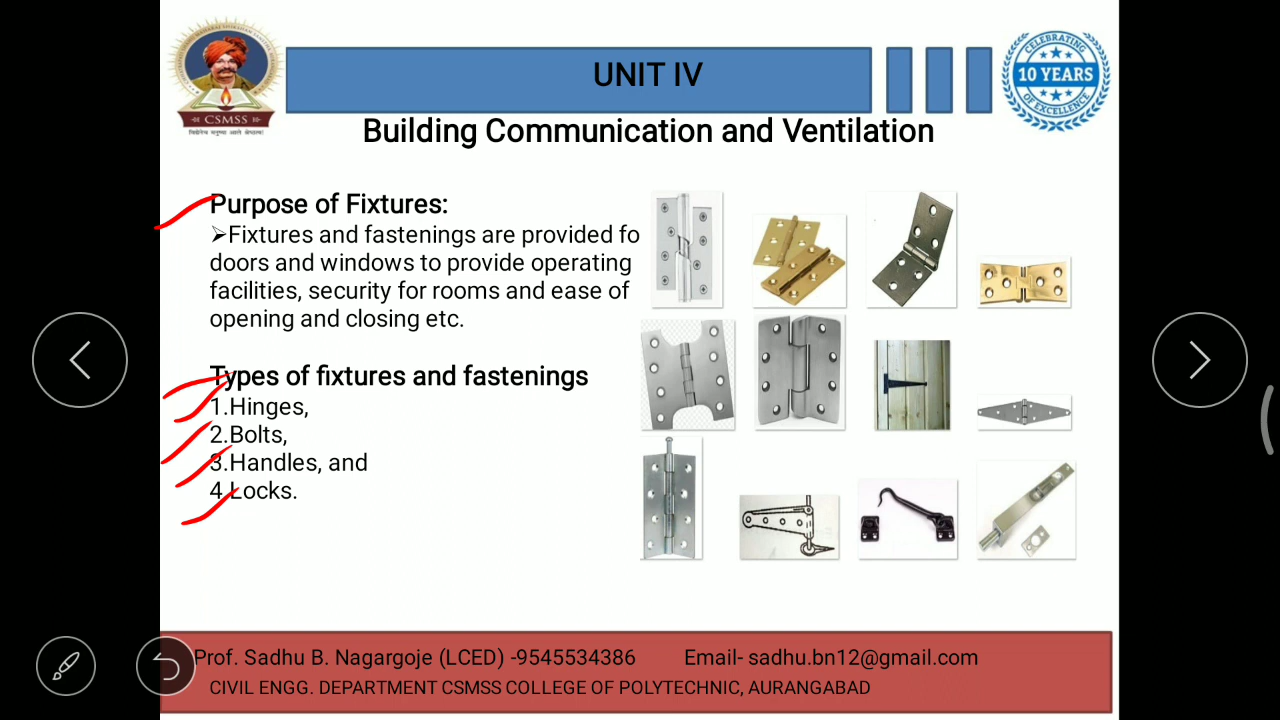 UNIT IV
CSMSS
CELEBRATING
10 YEARS
OF EXCELLENCE
Building Communication and Ventilation
Purpose of Fixtures:
➢Fixtures and fastenings are provided fo
doors and windows to provide operating
facilities, security for rooms and ease of
opening and closing etc.
Types of fixtures and fastenings
1.Hinges,
2.Bolts,
3.Handles, and
4.Locks.
Prof. Sadhu B. Nagargoje (LCED) -9545534386 Email- sadhu.bn12@gmail.com
CIVIL ENGG. DEPARTMENT CSMSS COLLEGE OF POLYTECHNIC, AURANGABAD